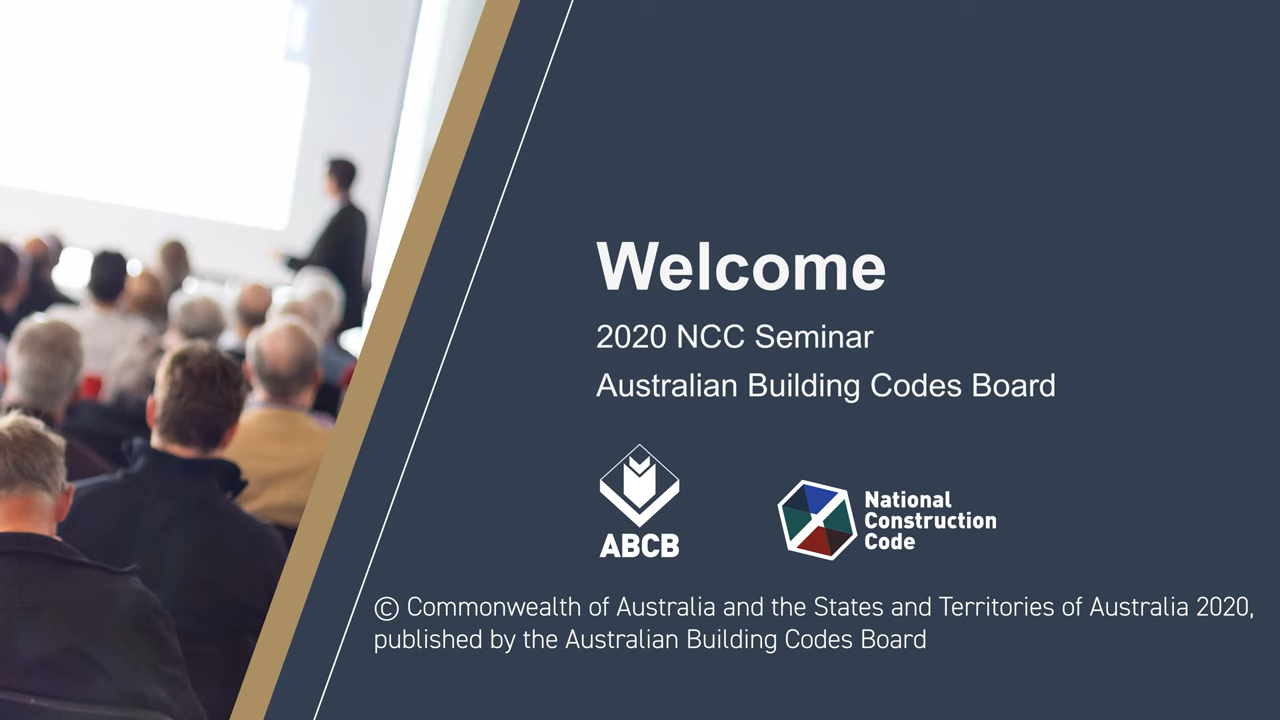 Welcome
2020 NCC Seminar
Australian Building Codes Board
ABCB
National
Construction
Code
© Commonwealth of Australia and the States and Territories of Australia 2020,
published by the Australian Building Codes Board